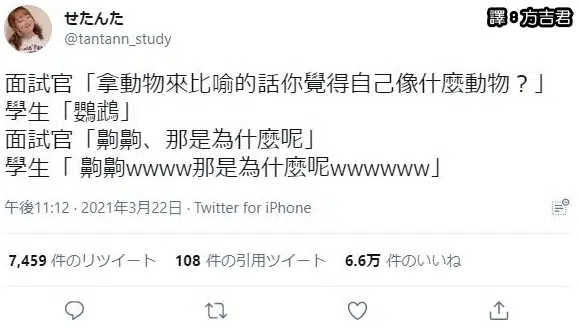 せたんた
@tantann_study
譯8方吉君
面試官「拿動物來比喻的話你覺得自己像什麼動物？」
學生「鸚鵡」
面試官「齁齁、那是為什麼呢」
學生「 齁齁wwww那是為什麼呢wwwwww」
午後11:12 · 2021年3月22日 · Twitter for iPhone
7,459 件のリツイート 108 件の引用ツイート 6.6万 件のいいね